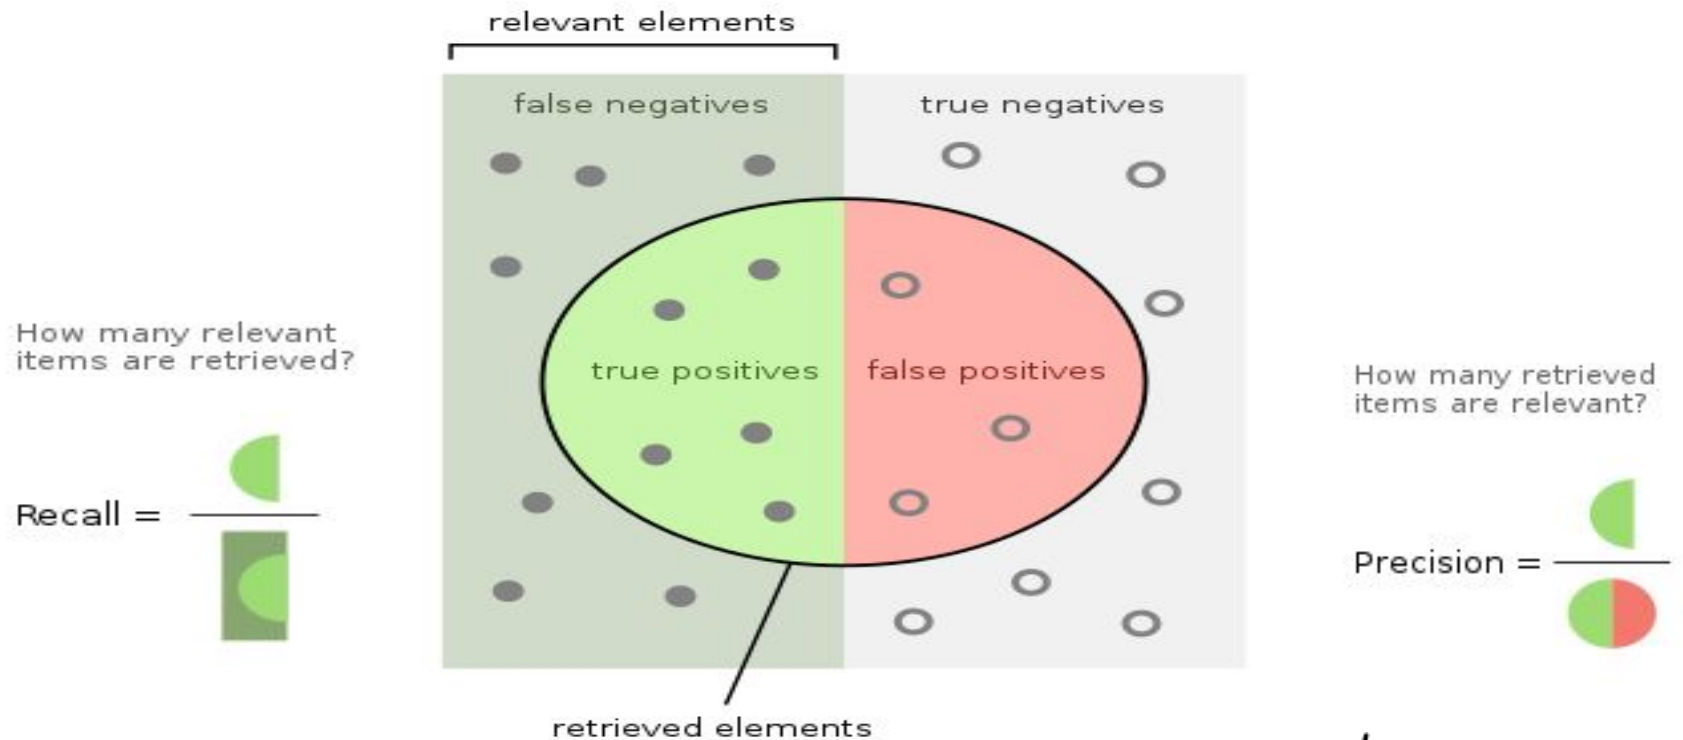 relevant elements
false negatives
true negatives
How many relevant
items are retrieved?
true positives
false positives
How many retrieved
items are relevant?
Recall =
Precision =
retrieved elements